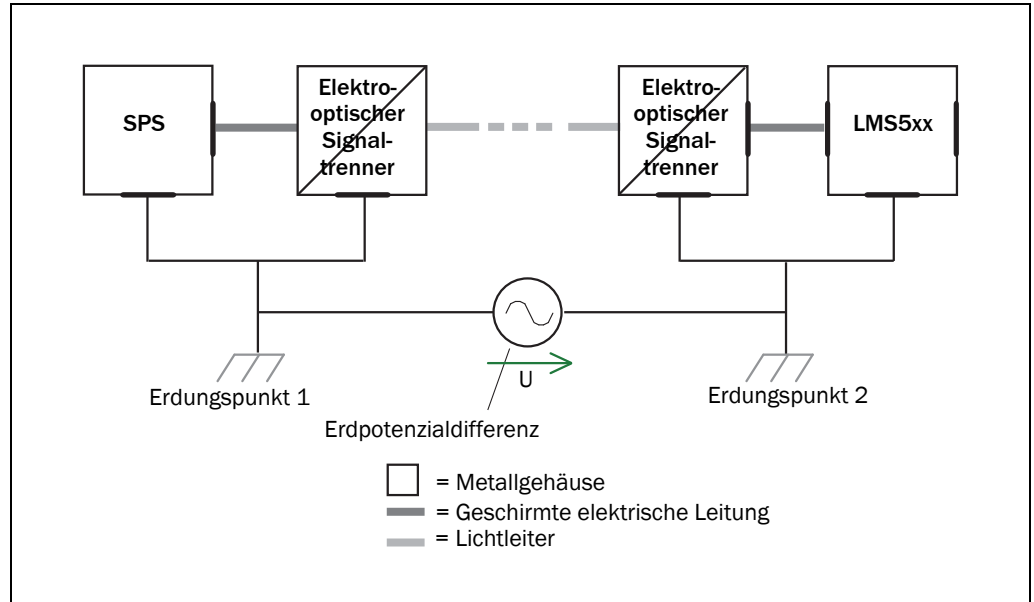 SPS
Elektro-
optischer
Signal-
trenner
Elektro-
optischer
Signal-
trenner
LMS5xx
Erdungspunkt 1
U
Erdungspunkt 2
Erdpotenzialdifferenz
= Metallgehäuse
= Geschirmte elektrische Leitung
= Lichtleiter